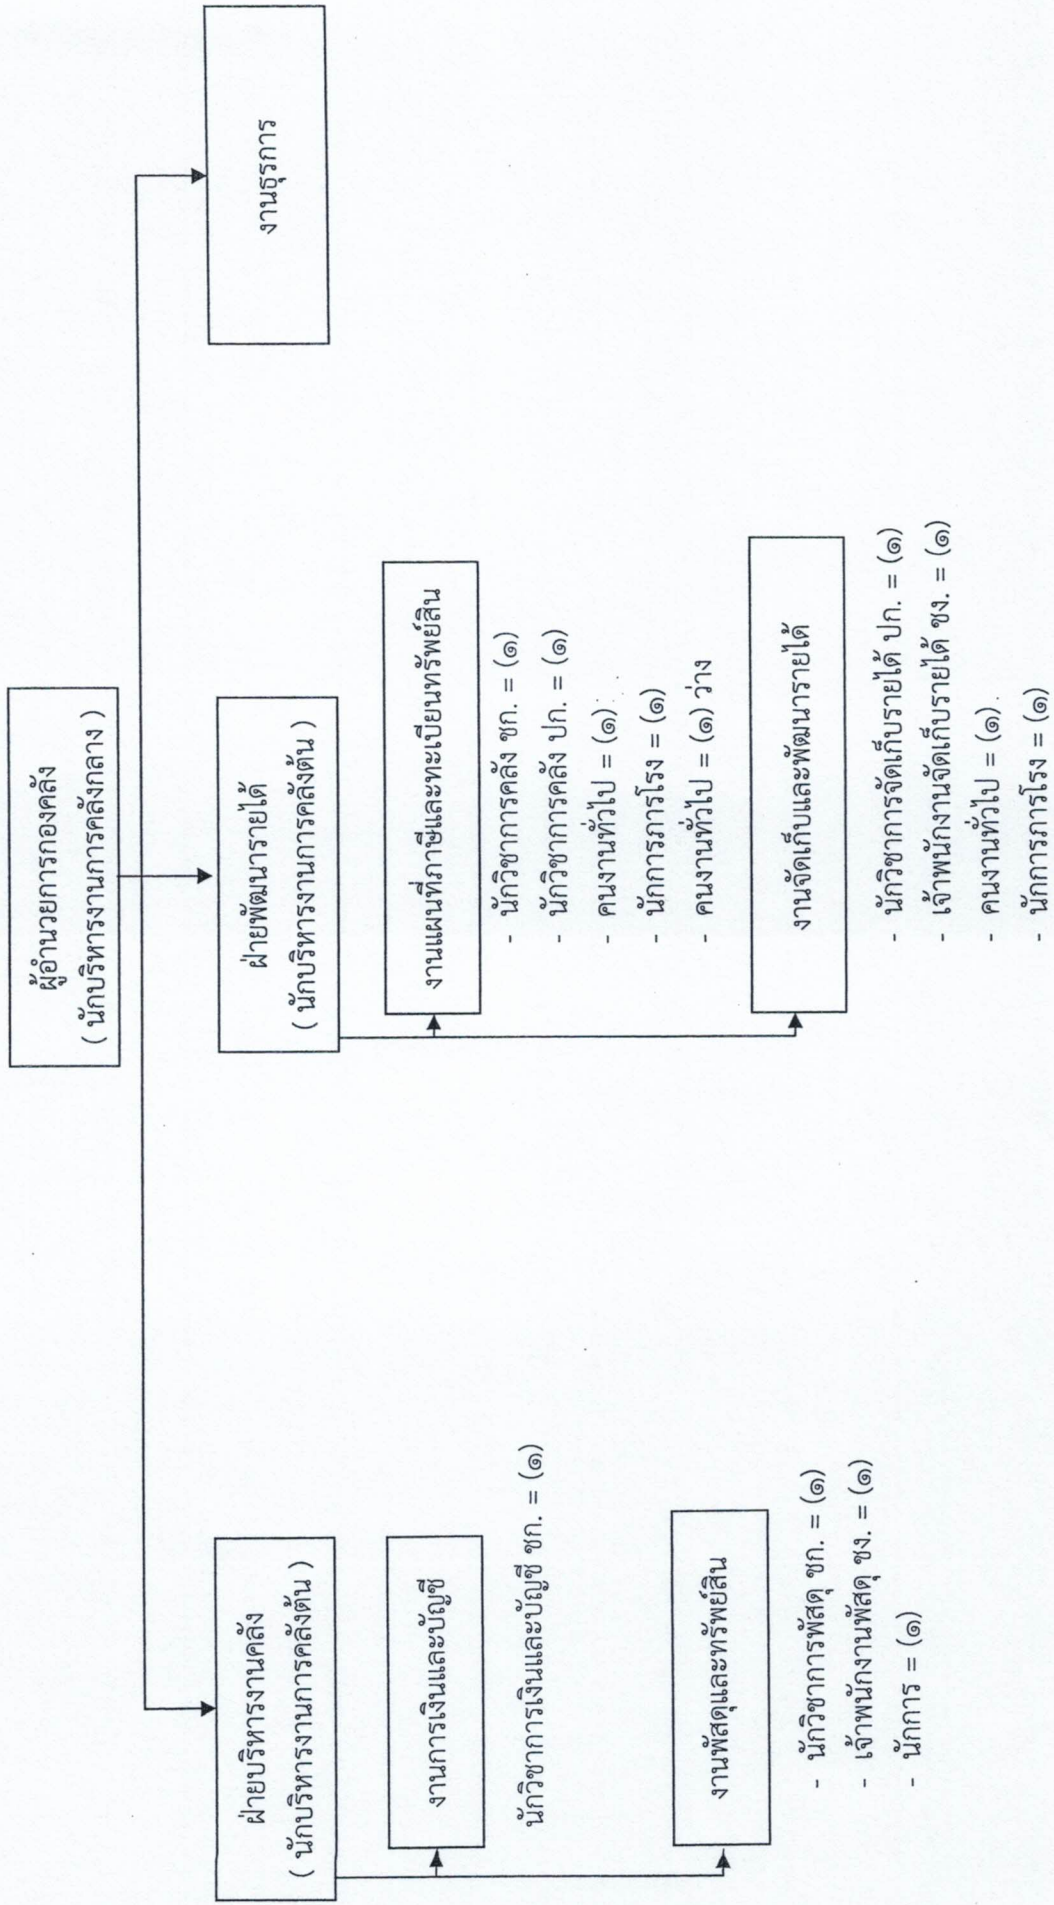 ผู้อำนวยการกองคลัง
( นักบริหารงานการคลังกลาง )
ฝ่ายบริหารงานคลัง
( นักบริหารงานการคลังต้น )
งานการเงินและบัญชี
นักวิชาการเงินและบัญชี ชก. = (๑)
งานพัสดุและทรัพย์สิน
- นักวิชาการพัสดุ ชก. = (๑)
- เจ้าพนักงานพัสดุ ชง. = (๑)
- นักการ = (๑)
ฝ่ายพัฒนารายได้
( นักบริหารงานการคลังต้น )
งานแผนที่ภาษีและทะเบียนทรัพย์สิน
- นักวิชาการคลัง ชก. = (๑)
- นักวิชาการคลัง ปก. = (๑)
- คนงานทั่วไป = (๑)
- นักการภารโรง = (๑)
- คนงานทั่วไป = (๑) ว่าง
งานจัดเก็บและพัฒนารายได้
- นักวิชาการจัดเก็บรายได้ ปก. = (๑)
- เจ้าพนักงานจัดเก็บรายได้ ชง. = (๑)
- คนงานทั่วไป = (๑)
- นักการภารโรง = (๑)
งานธุรการ